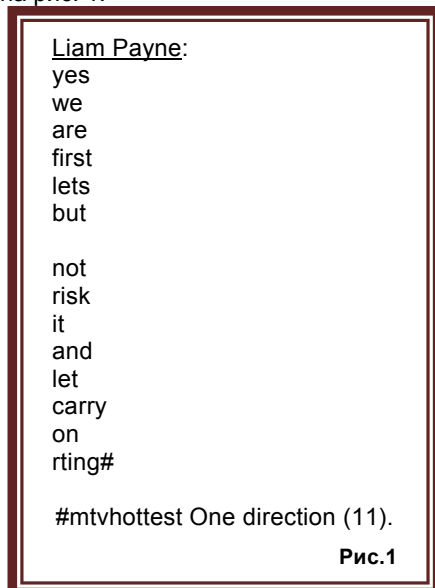 Liam Payne:
yes
we
are
first
lets
but
not
risk
it
and
let
carry
on
rting#
#mtvhottest One direction (11).
Рис.1